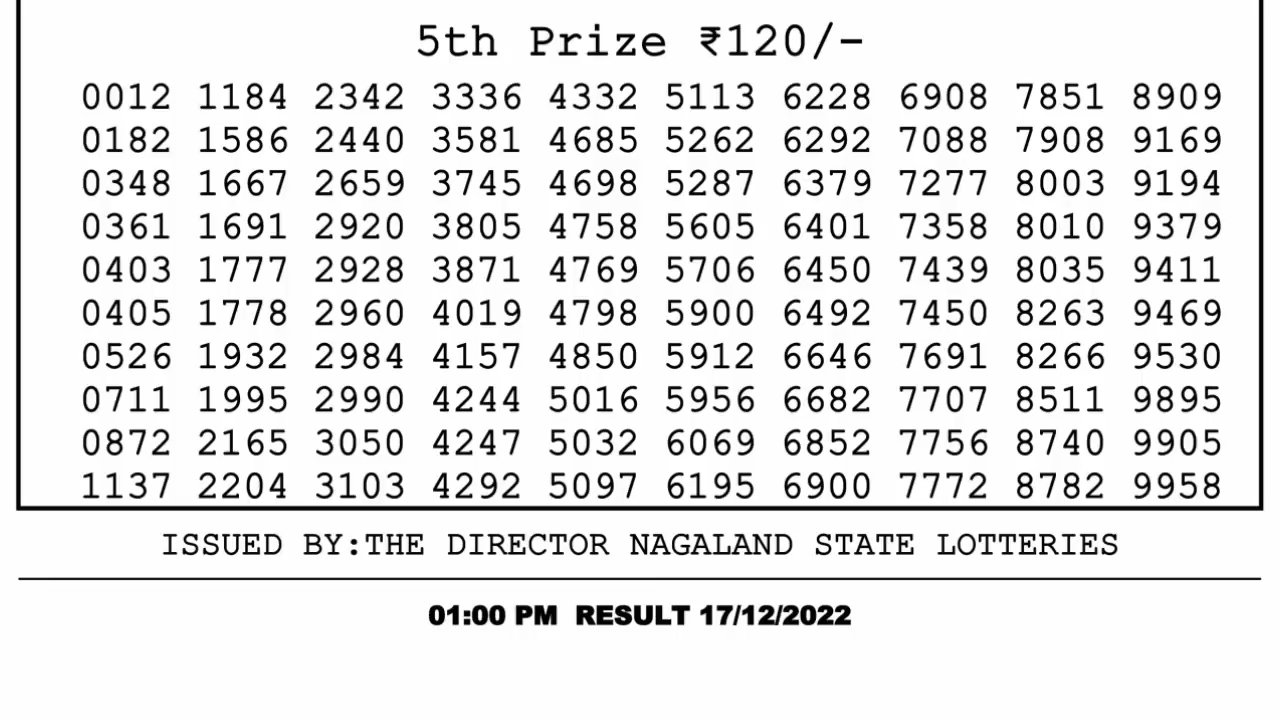 5th Prize ₹120/-
0012 1184 2342 3336 4332 5113 6228 6908 7851 8909
0182 1586 2440 3581 4685 5262 6292 7088 7908 9169
0348 1667 2659 3745 4698 5287 6379 7277 8003 9194
0361 1691 2920 3805 4758 5605 6401 7358 8010 9379
0403 1777 2928 3871 4769 5706 6450 7439 8035 9411
0405 1778 2960 4019 4798 5900 6492 7450 8263 9469
0526 1932 2984 4157 4850 5912 6646 7691 8266 9530
0711 1995 2990 4244 5016 5956 6682 7707 8511 9895
0872 2165 3050 4247 5032 6069 6852 7756 8740 9905
1137 2204 3103 4292 5097 6195 6900 7772 8782 9958
ISSUED BY:THE DIRECTOR NAGALAND STATE LOTTERIES
01:00 PM RESULT 17/12/2022